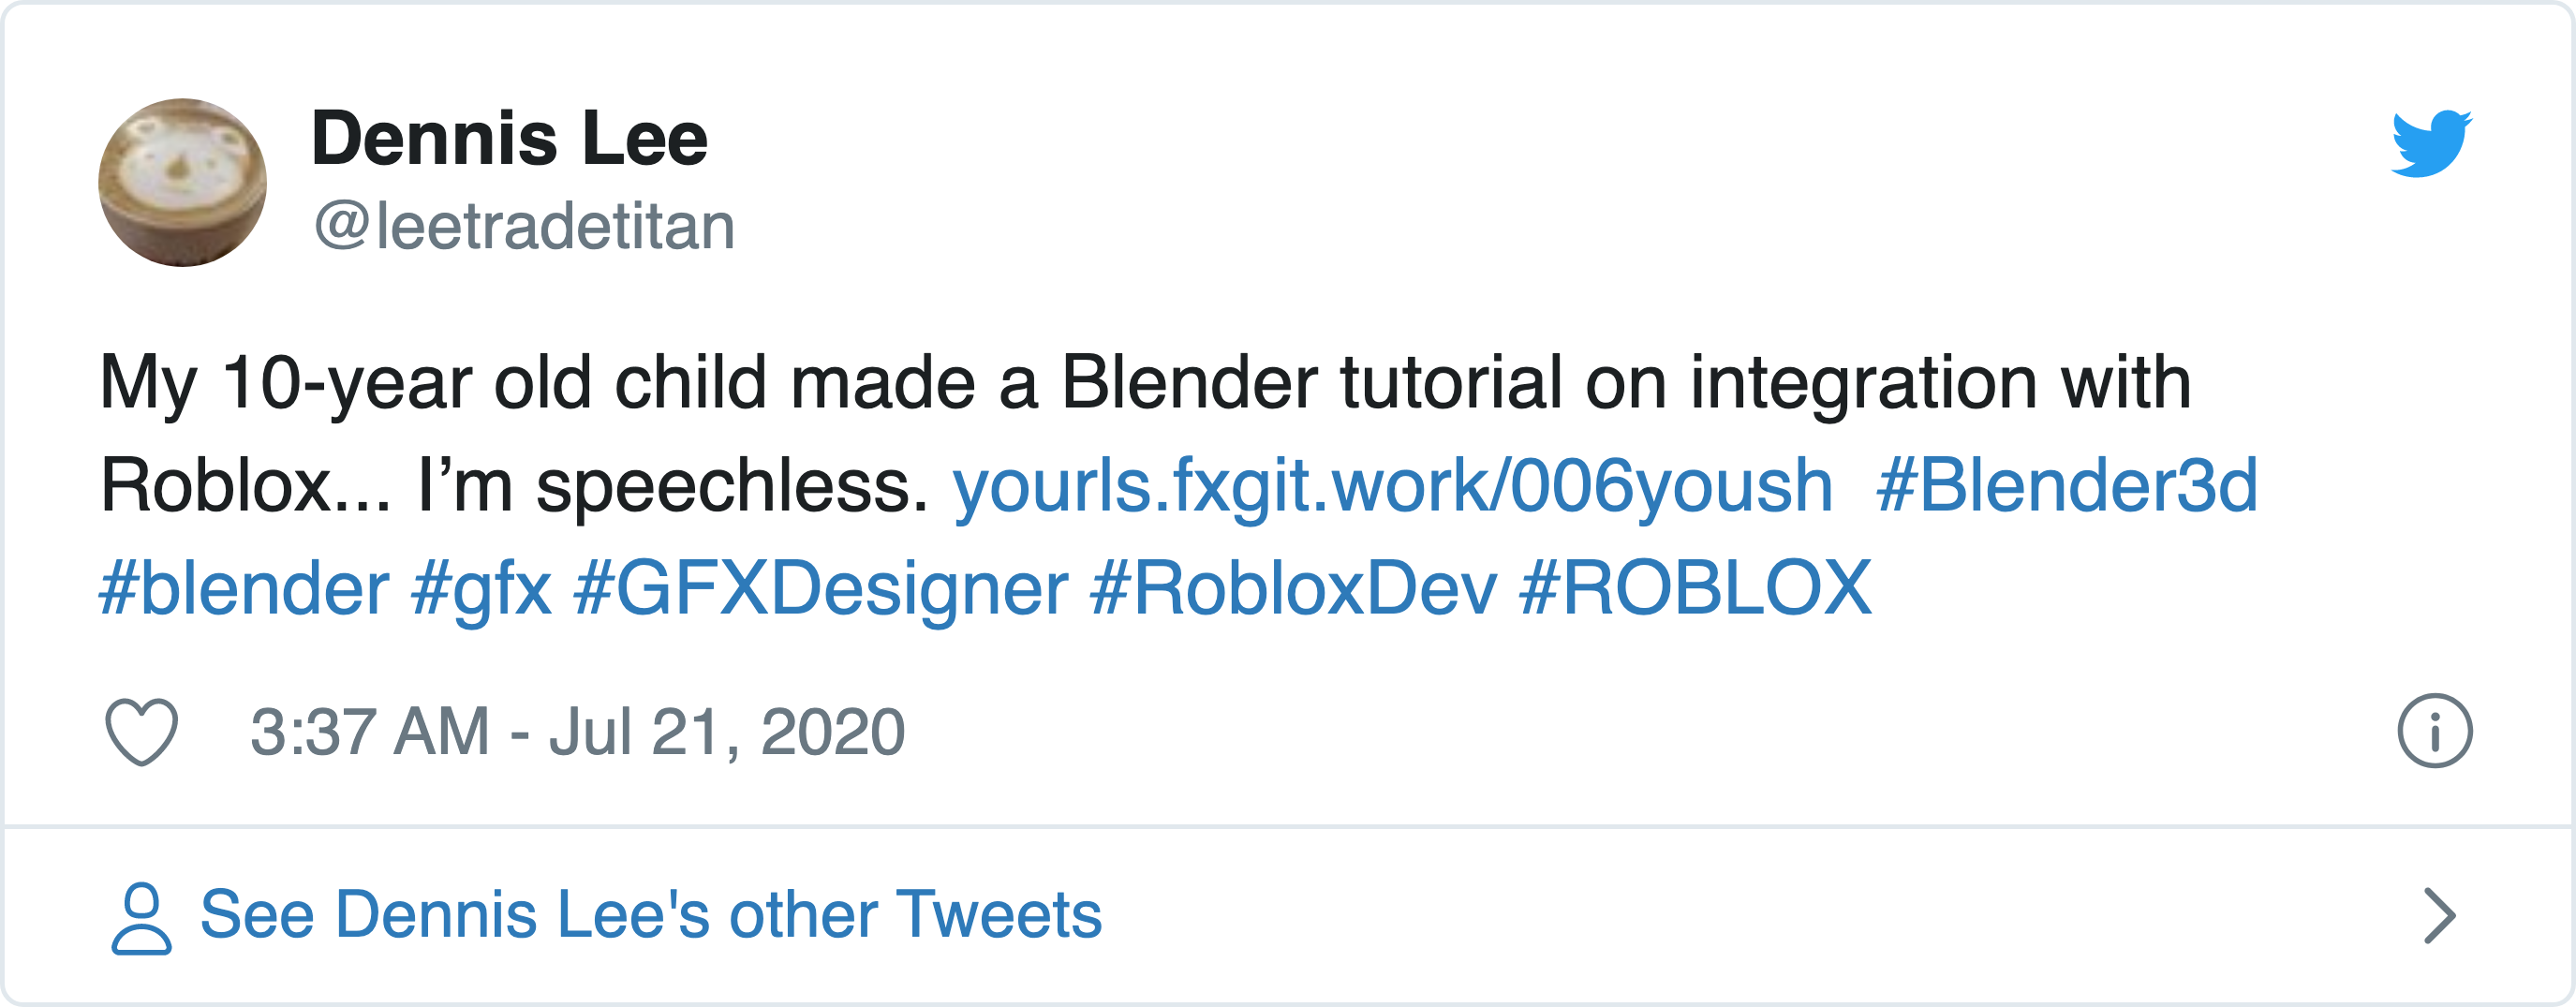 Dennis Lee
@leetradetitan
My 10-year old child made a Blender tutorial on integration with
Roblox... I’m speechless. yourls.fxgit.work/006yoush #Blender3d
#blender #gfx #GFXDesigner #RobloxDev #ROBLOX
3:37 AM - Jul 21, 2020
See Dennis Lee's other Tweets